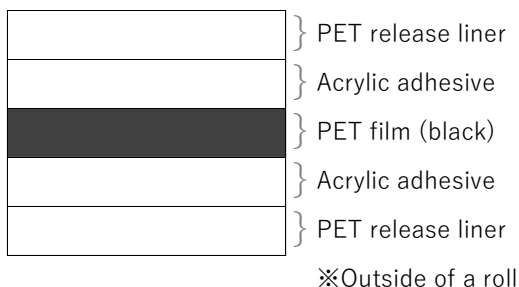 PET release liner
Acrylic adhesive
PET film (black)
Acrylic adhesive
PET release liner
※Outside of a roll